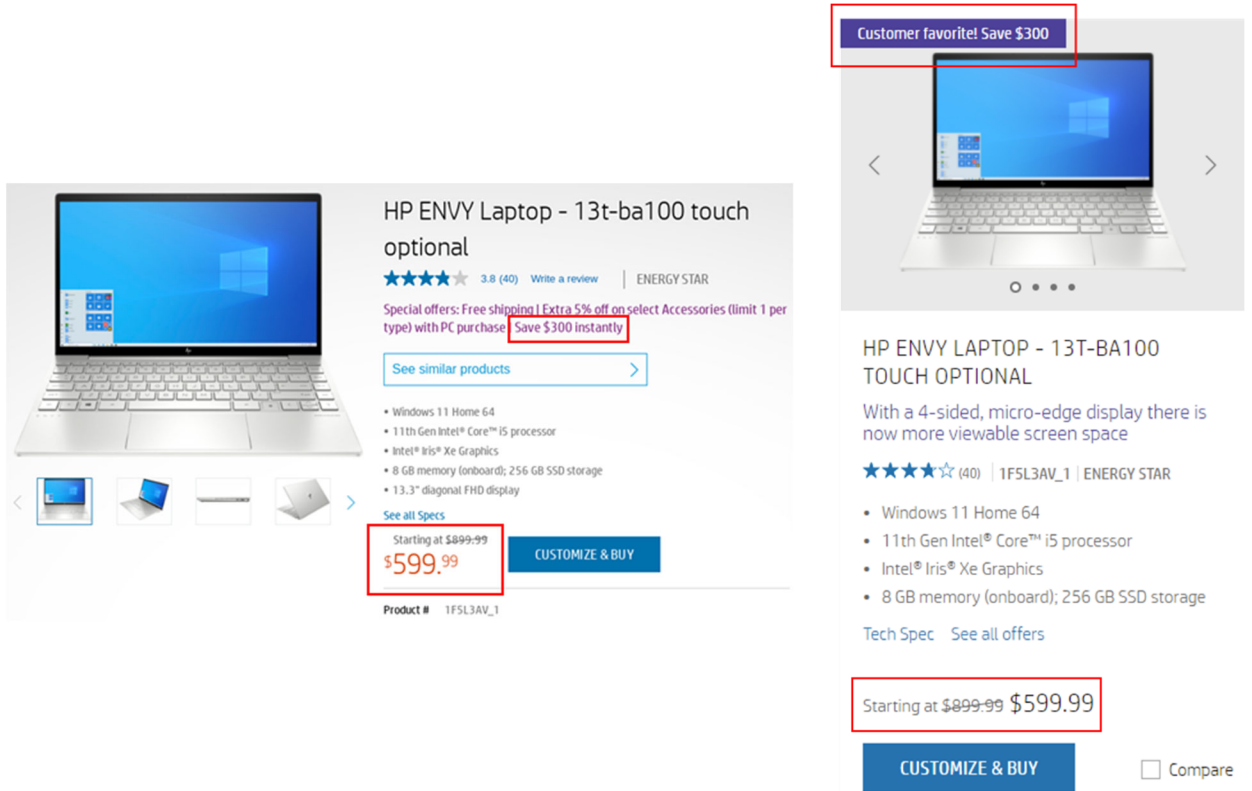 HP ENVY Laptop - 13t-ba100 touch
optional
3.8 (40) Write a review | ENERGY STAR
Special offers: Free shipping | Extra 5% off on select Accessories (limit 1 per
type) with PC purchase | Save $300 instantly
See similar products
• Windows 11 Home 64
• 11th Gen Intel® Core™ i5 processor
• Intel® Iris® Xe Graphics
• 8 GB memory (onboard); 256 GB SSD storage
• 13.3" diagonal FHD display
See all Specs
Starting at $899.99
$599.99
CUSTOMIZE & BUY
Product # 1F5L3AV_1
Customer favorite! Save $300
HP ENVY LAPTOP - 13T-BA100
TOUCH OPTIONAL
With a 4-sided, micro-edge display there is
now more viewable screen space
(40) | 1F5L3AV_1 | ENERGY STAR
• Windows 11 Home 64
• 11th Gen Intel® Core™ i5 processor
• Intel® Iris® Xe Graphics
• 8 GB memory (onboard); 256 GB SSD storage
Tech Spec See all offers
Starting at $899.99 $599.99
CUSTOMIZE & BUY
Compare